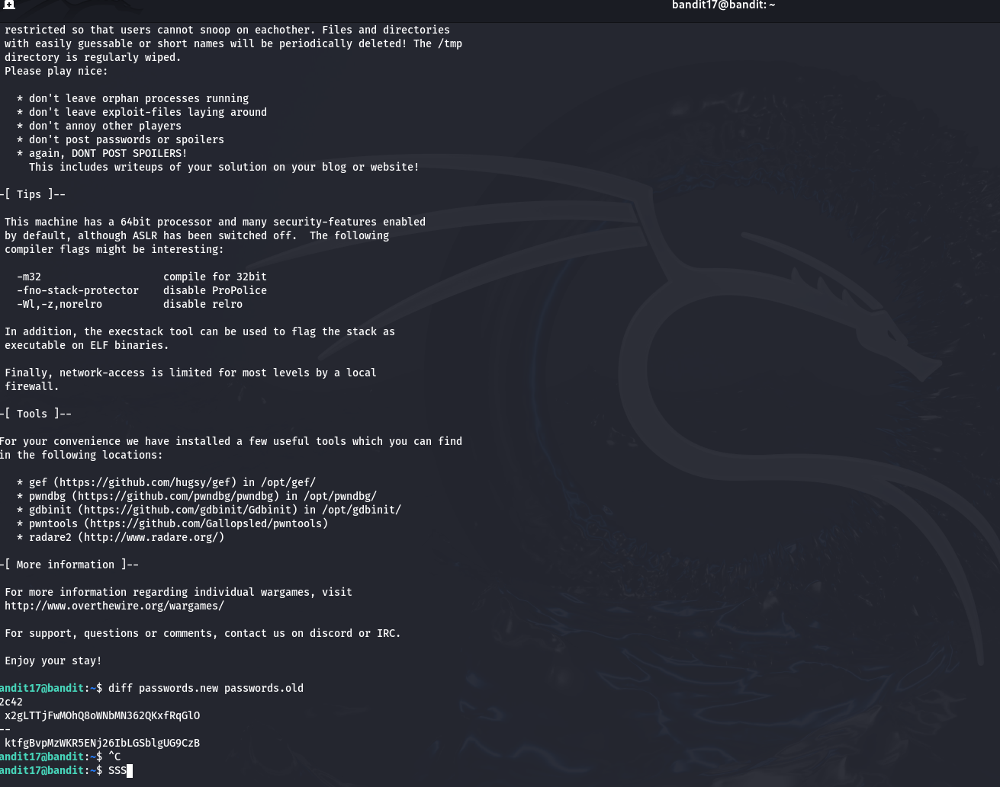 bandit17@bandit: ~
restricted so that users cannot snoop on eachother. Files and directories
with easily guessable or short names will be periodically deleted! The /tmp
directory is regularly wiped.
Please play nice:
* don't leave orphan processes running
* don't leave exploit-files laying around
* don't annoy other players
* don't post passwords or spoilers
* again, DONT POST SPOILERS!
This includes writeups of your solution on your blog or website!
-[ Tips ]--
This machine has a 64bit processor and many security-features enabled
by default, although ASLR has been switched off.  The following
compiler flags might be interesting:
-m32                    compile for 32bit
-fno-stack-protector    disable ProPolice
-Wl,-z,norelro          disable relro
In addition, the execstack tool can be used to flag the stack as
executable on ELF binaries.
Finally, network-access is limited for most levels by a local
firewall.
-[ Tools ]--
For your convenience we have installed a few useful tools which you can find
in the following locations:
* gef (https://github.com/hugsy/gef) in /opt/gef/
* pwndbg (https://github.com/pwndbg/pwndbg) in /opt/pwndbg/
* gdbinit (https://github.com/gdbinit/Gdbinit) in /opt/gdbinit/
* pwntools (https://github.com/Gallopsled/pwntools)
* radare2 (http://www.radare.org/)
-[ More information ]--
For more information regarding individual wargames, visit
http://www.overthewire.org/wargames/
For support, questions or comments, contact us on discord or IRC.
Enjoy your stay!
andit17@bandit:~$ diff passwords.new passwords.old
2c42
x2gLTTjFwMOhQ8oWNbMN362QKxfRqGlO
--
ktfgBvpMzWKR5ENj26IbLGSblgUG9CzB
andit17@bandit:~$ ^C
andit17@bandit:~$ SSS